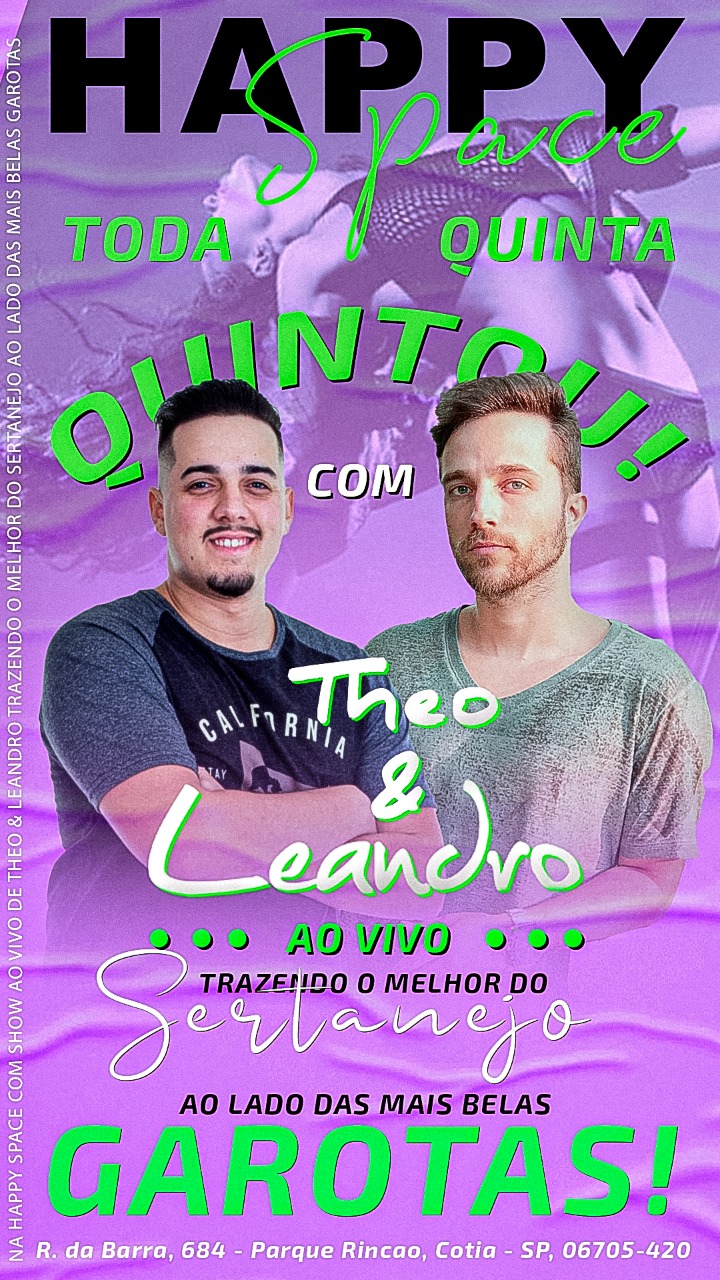 HAPPY
Space
TODA QUINTA
QUINTOU!
COM
CALIFORNIA
Theo
&
Leandro
••• AO VIVO •••
TRAZENDO O MELHOR DO
Sertanejo
AO LADO DAS MAIS BELAS
GAROTAS!
R. da Barra, 684 - Parque Rincao, Cotia - SP, 06705-420
NA HAPPY SPACE COM SHOW AO VIVO DE THEO & LEANDRO TRAZENDO O MELHOR DO SERTANEJO AO LADO DAS MAIS BELAS GAROTAS